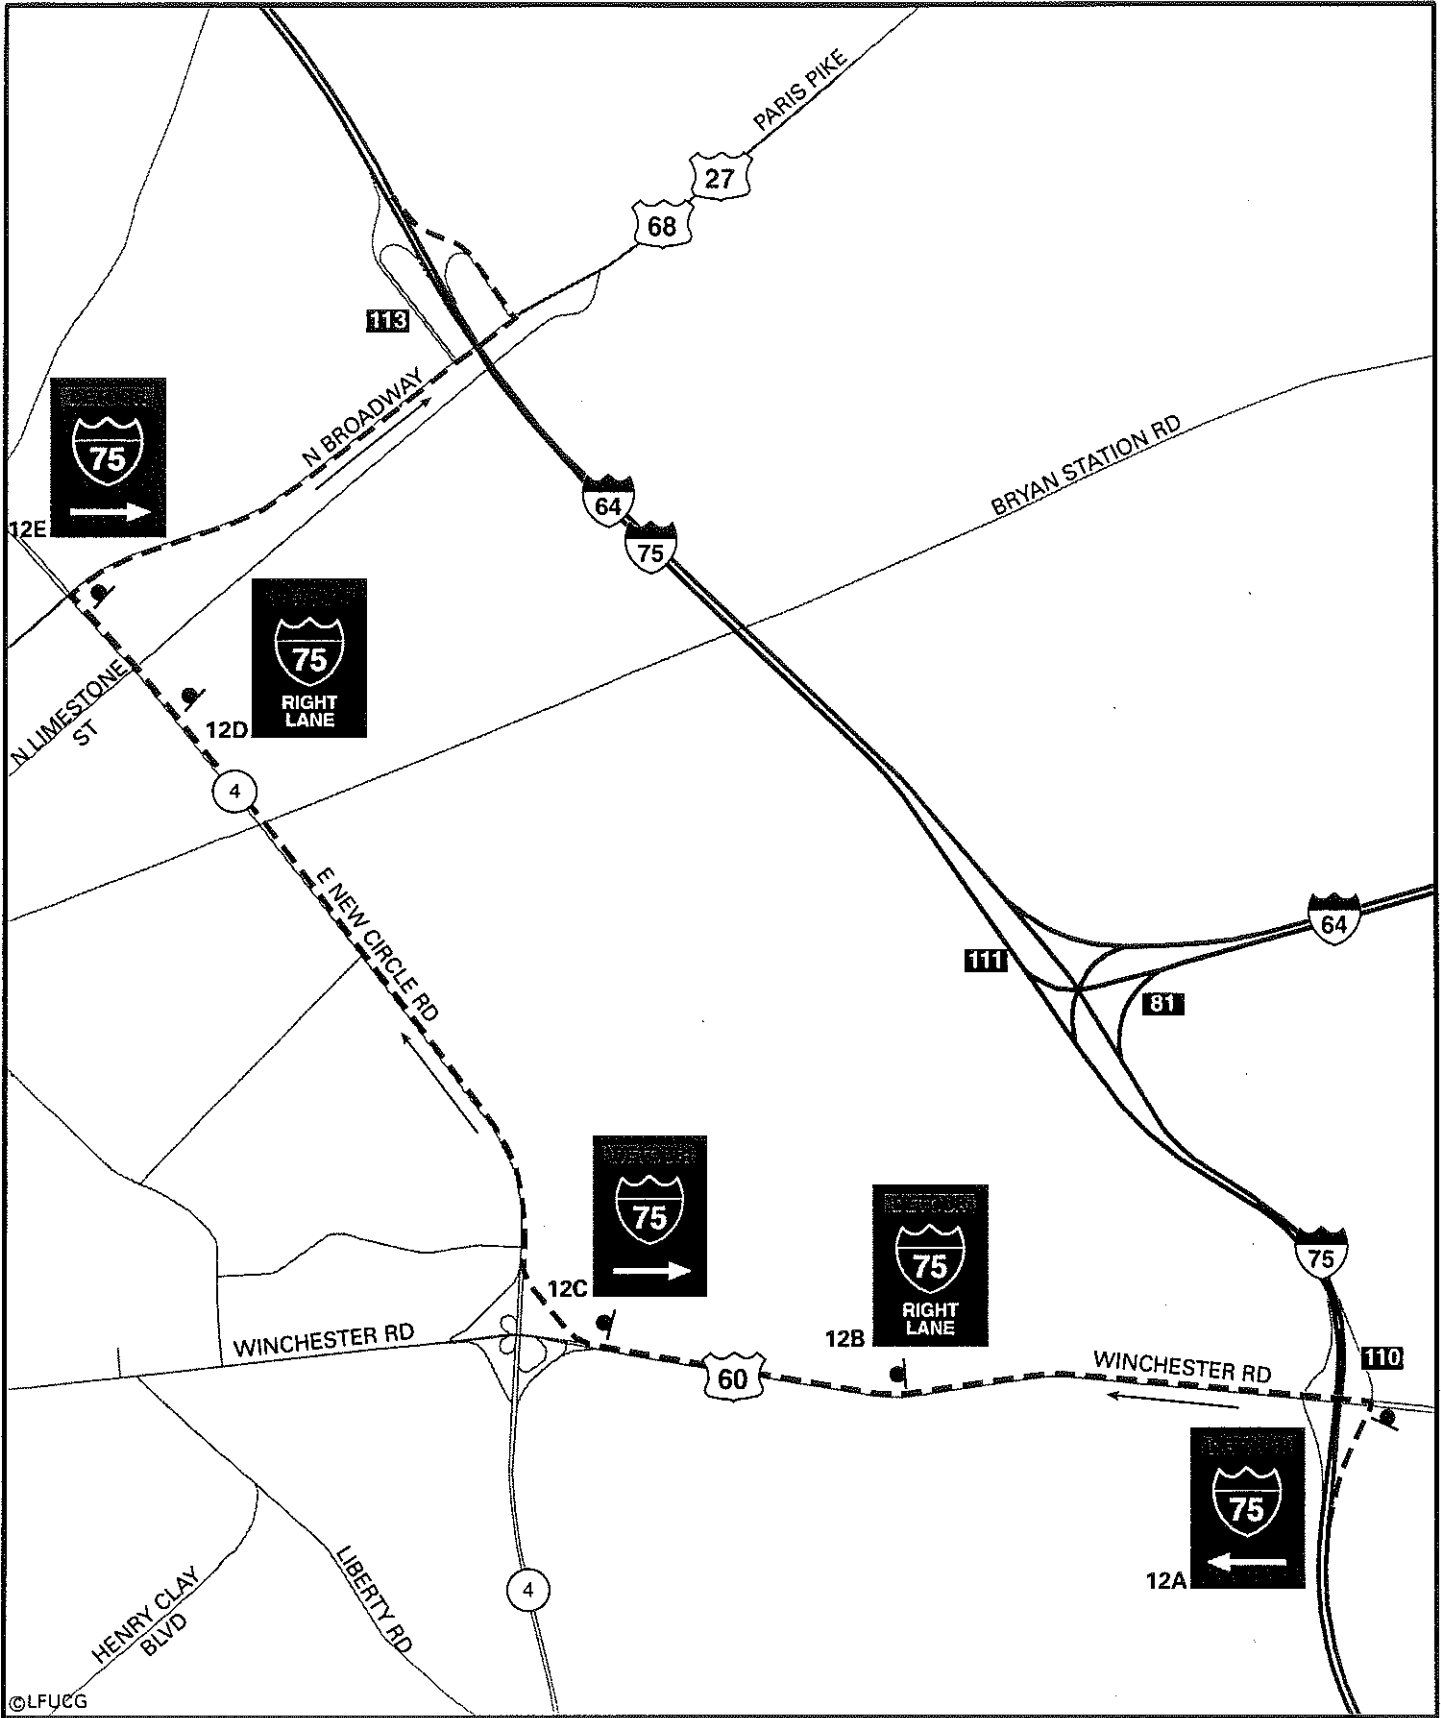 PARIS PIKE
27
68
113
N BROADWAY
75
12E
64
75
BRYAN STATION RD
75
RIGHT
LANE
12D
N LIMESTONE
ST
4
E NEW CIRCLE RD
64
111
81
75
12C
75
RIGHT
LANE
12B
75
WINCHESTER RD
60
WINCHESTER RD
110
75
12A
4
HENRY CLAY
BLVD
LIBERTY RD
©LFUCG